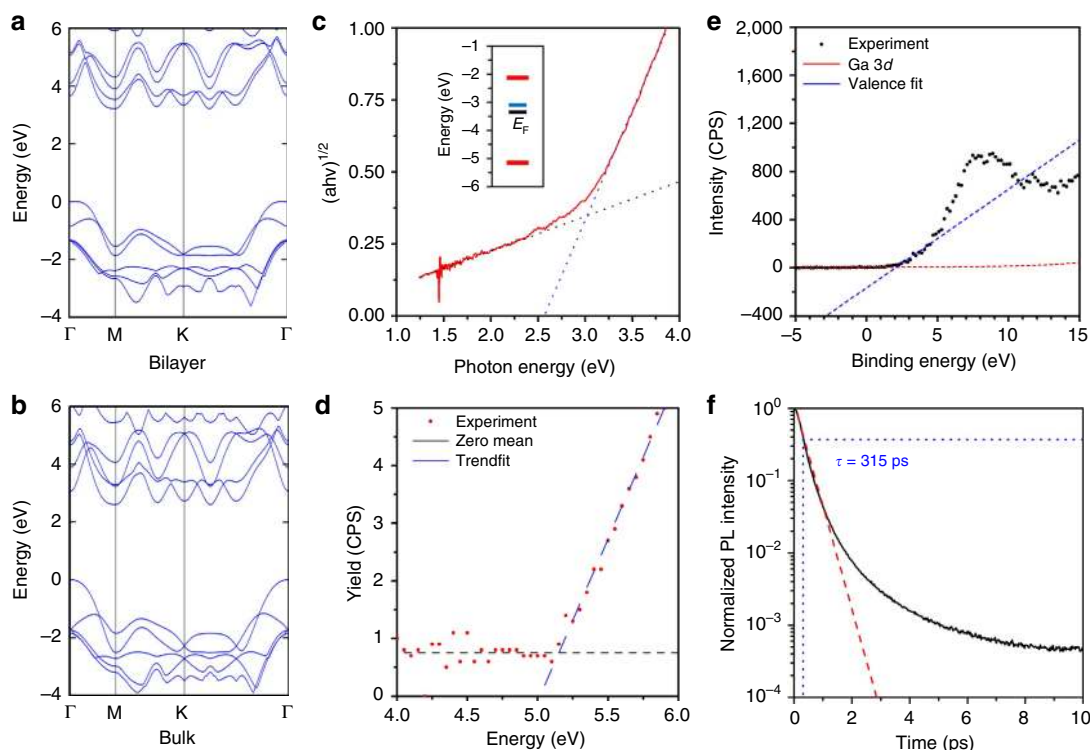 a
6
4
2
0
−2
−4
Energy (eV)
Γ M K Γ
Bilayer
b
6
4
2
0
−2
−4
Energy (eV)
Γ M K Γ
Bulk
c
1.00
0.75
0.50
0.25
0.00
(ahv)1/2
1.0 1.5 2.0 2.5 3.0 3.5 4.0
Photon energy (eV)
−1
−2
−3
−4
−5
−6
Energy (eV)
EF
d
5
4
3
2
1
0
Yield (CPS)
Experiment
Zero mean
Trendfit
4.0 4.5 5.0 5.5 6.0
Energy (eV)
e
2,000
1,600
1,200
800
400
0
−400
Intensity (CPS)
Experiment
Ga 3d
Valence fit
−5 0 5 10 15
Binding energy (eV)
f
10⁰
10⁻¹
10⁻²
10⁻³
10⁻⁴
Normalized PL intensity
τ = 315 ps
0 2 4 6 8 10
Time (ps)